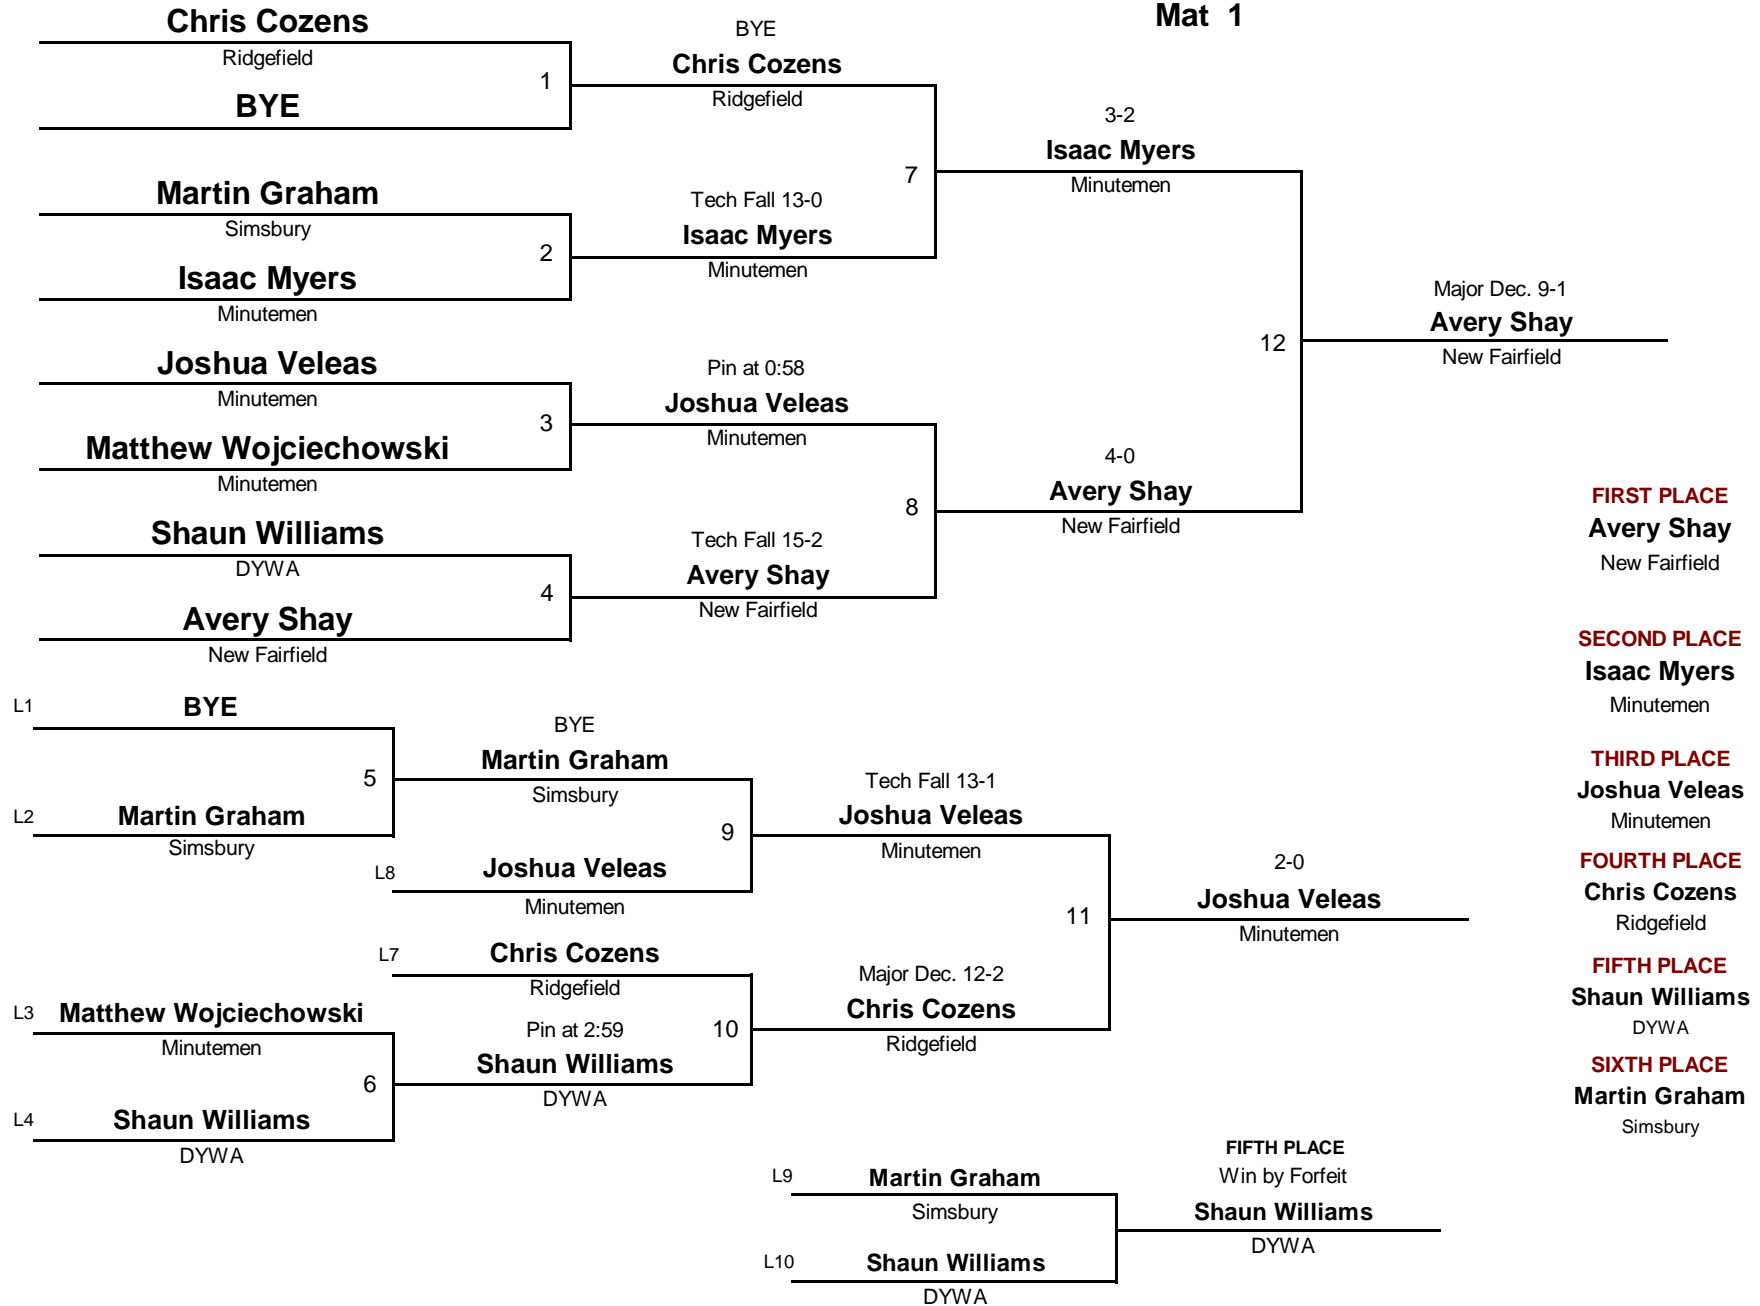 Mat 1
Chris Cozens
Ridgefield
1
BYE
BYE
Chris Cozens
Ridgefield
Martin Graham
Simsbury
2
Isaac Myers
Minutemen
Tech Fall 13-0
Isaac Myers
Minutemen
7
3-2
Isaac Myers
Minutemen
Joshua Veleas
Minutemen
3
Matthew Wojciechowski
Minutemen
Pin at 0:58
Joshua Veleas
Minutemen
Shaun Williams
DYWA
4
Avery Shay
New Fairfield
Tech Fall 15-2
Avery Shay
New Fairfield
8
4-0
Avery Shay
New Fairfield
12
Major Dec. 9-1
Avery Shay
New Fairfield
L1
BYE
5
L2
Martin Graham
Simsbury
BYE
Martin Graham
Simsbury
9
L8
Joshua Veleas
Minutemen
Tech Fall 13-1
Joshua Veleas
Minutemen
L7
Chris Cozens
Ridgefield
L3
Matthew Wojciechowski
Minutemen
6
L4
Shaun Williams
DYWA
Pin at 2:59
Shaun Williams
DYWA
10
Major Dec. 12-2
Chris Cozens
Ridgefield
11
2-0
Joshua Veleas
Minutemen
L9
Martin Graham
Simsbury
L10
Shaun Williams
DYWA
FIFTH PLACE
Win by Forfeit
Shaun Williams
DYWA
FIRST PLACE
Avery Shay
New Fairfield
SECOND PLACE
Isaac Myers
Minutemen
THIRD PLACE
Joshua Veleas
Minutemen
FOURTH PLACE
Chris Cozens
Ridgefield
FIFTH PLACE
Shaun Williams
DYWA
SIXTH PLACE
Martin Graham
Simsbury